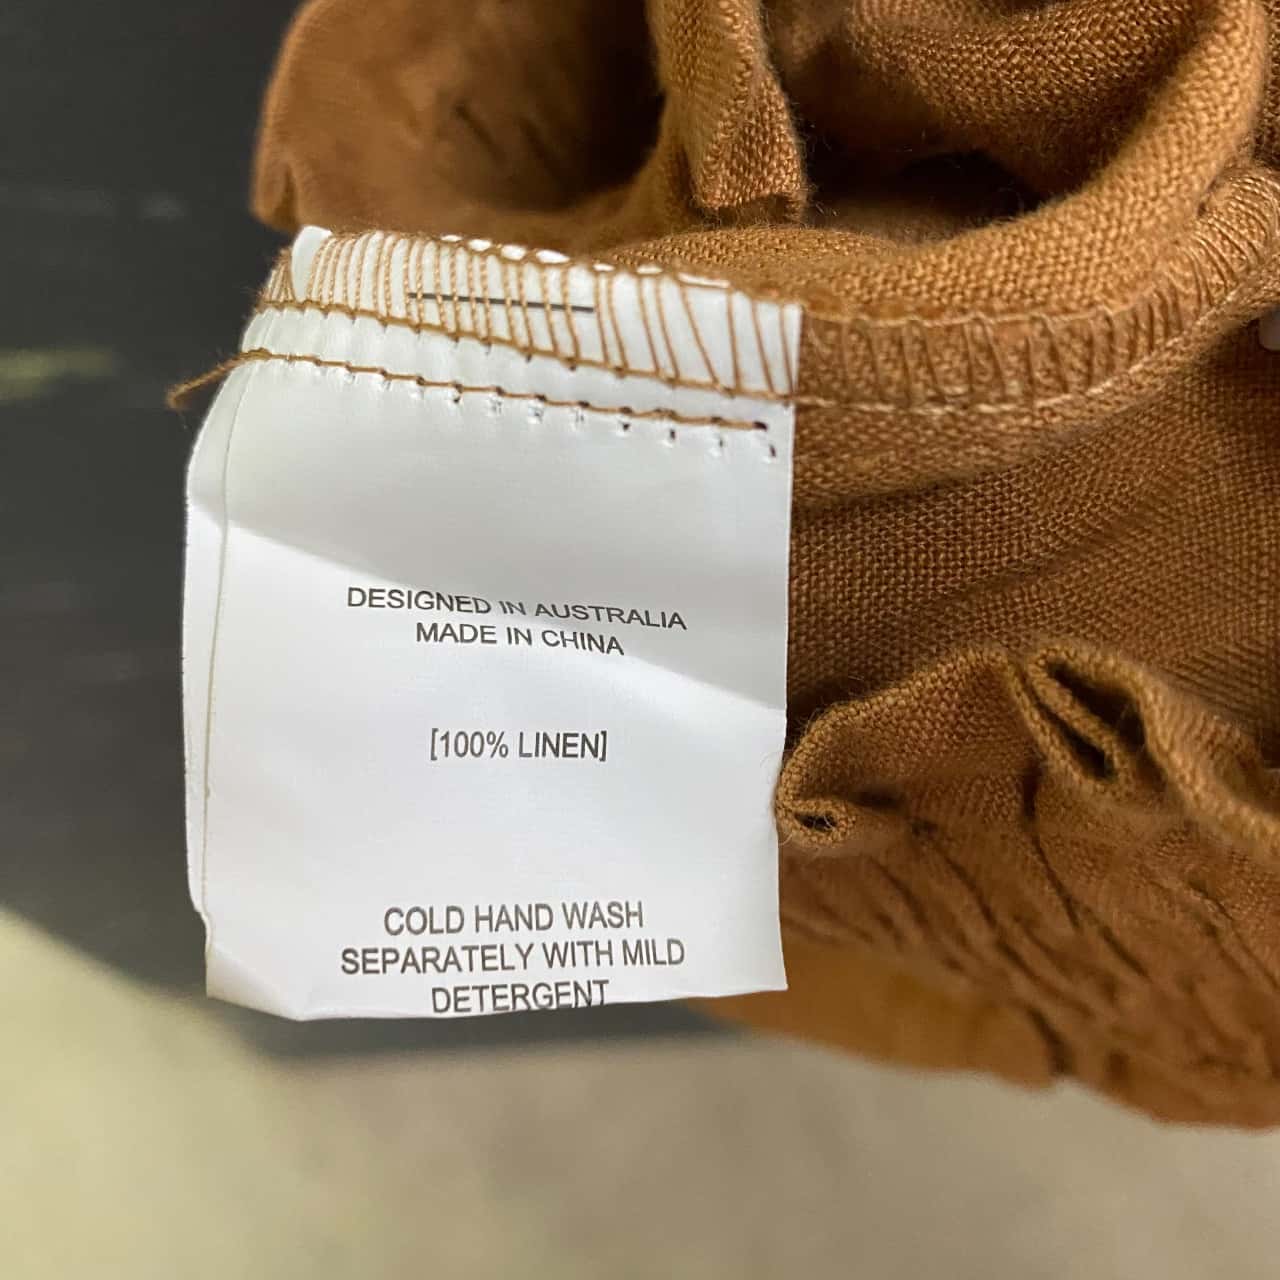 DESIGNED IN AUSTRALIA
MADE IN CHINA
[100% LINEN]
COLD HAND WASH
SEPARATELY WITH MILD
DETERGENT